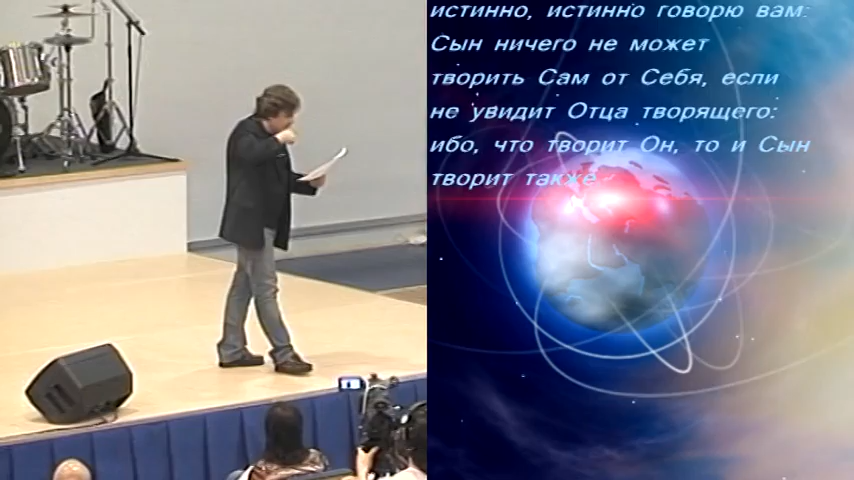 истинно, истинно говорю вам:
Сын ничего не может
творить Сам от Себя, если
не увидит Отца творящего:
ибо, что творит Он, то и Сын
творит также